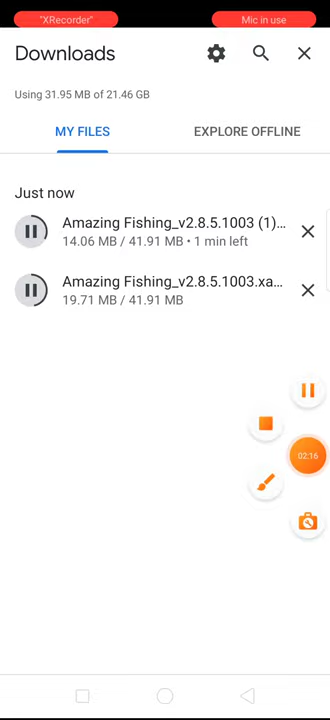 "XRecorder"
Mic in use
Downloads
Using 31.95 MB of 21.46 GB
MY FILES
EXPLORE OFFLINE
Just now
Amazing Fishing_v2.8.5.1003 (1)...
14.06 MB / 41.91 MB • 1 min left
Amazing Fishing_v2.8.5.1003.xa...
19.71 MB / 41.91 MB
02:16